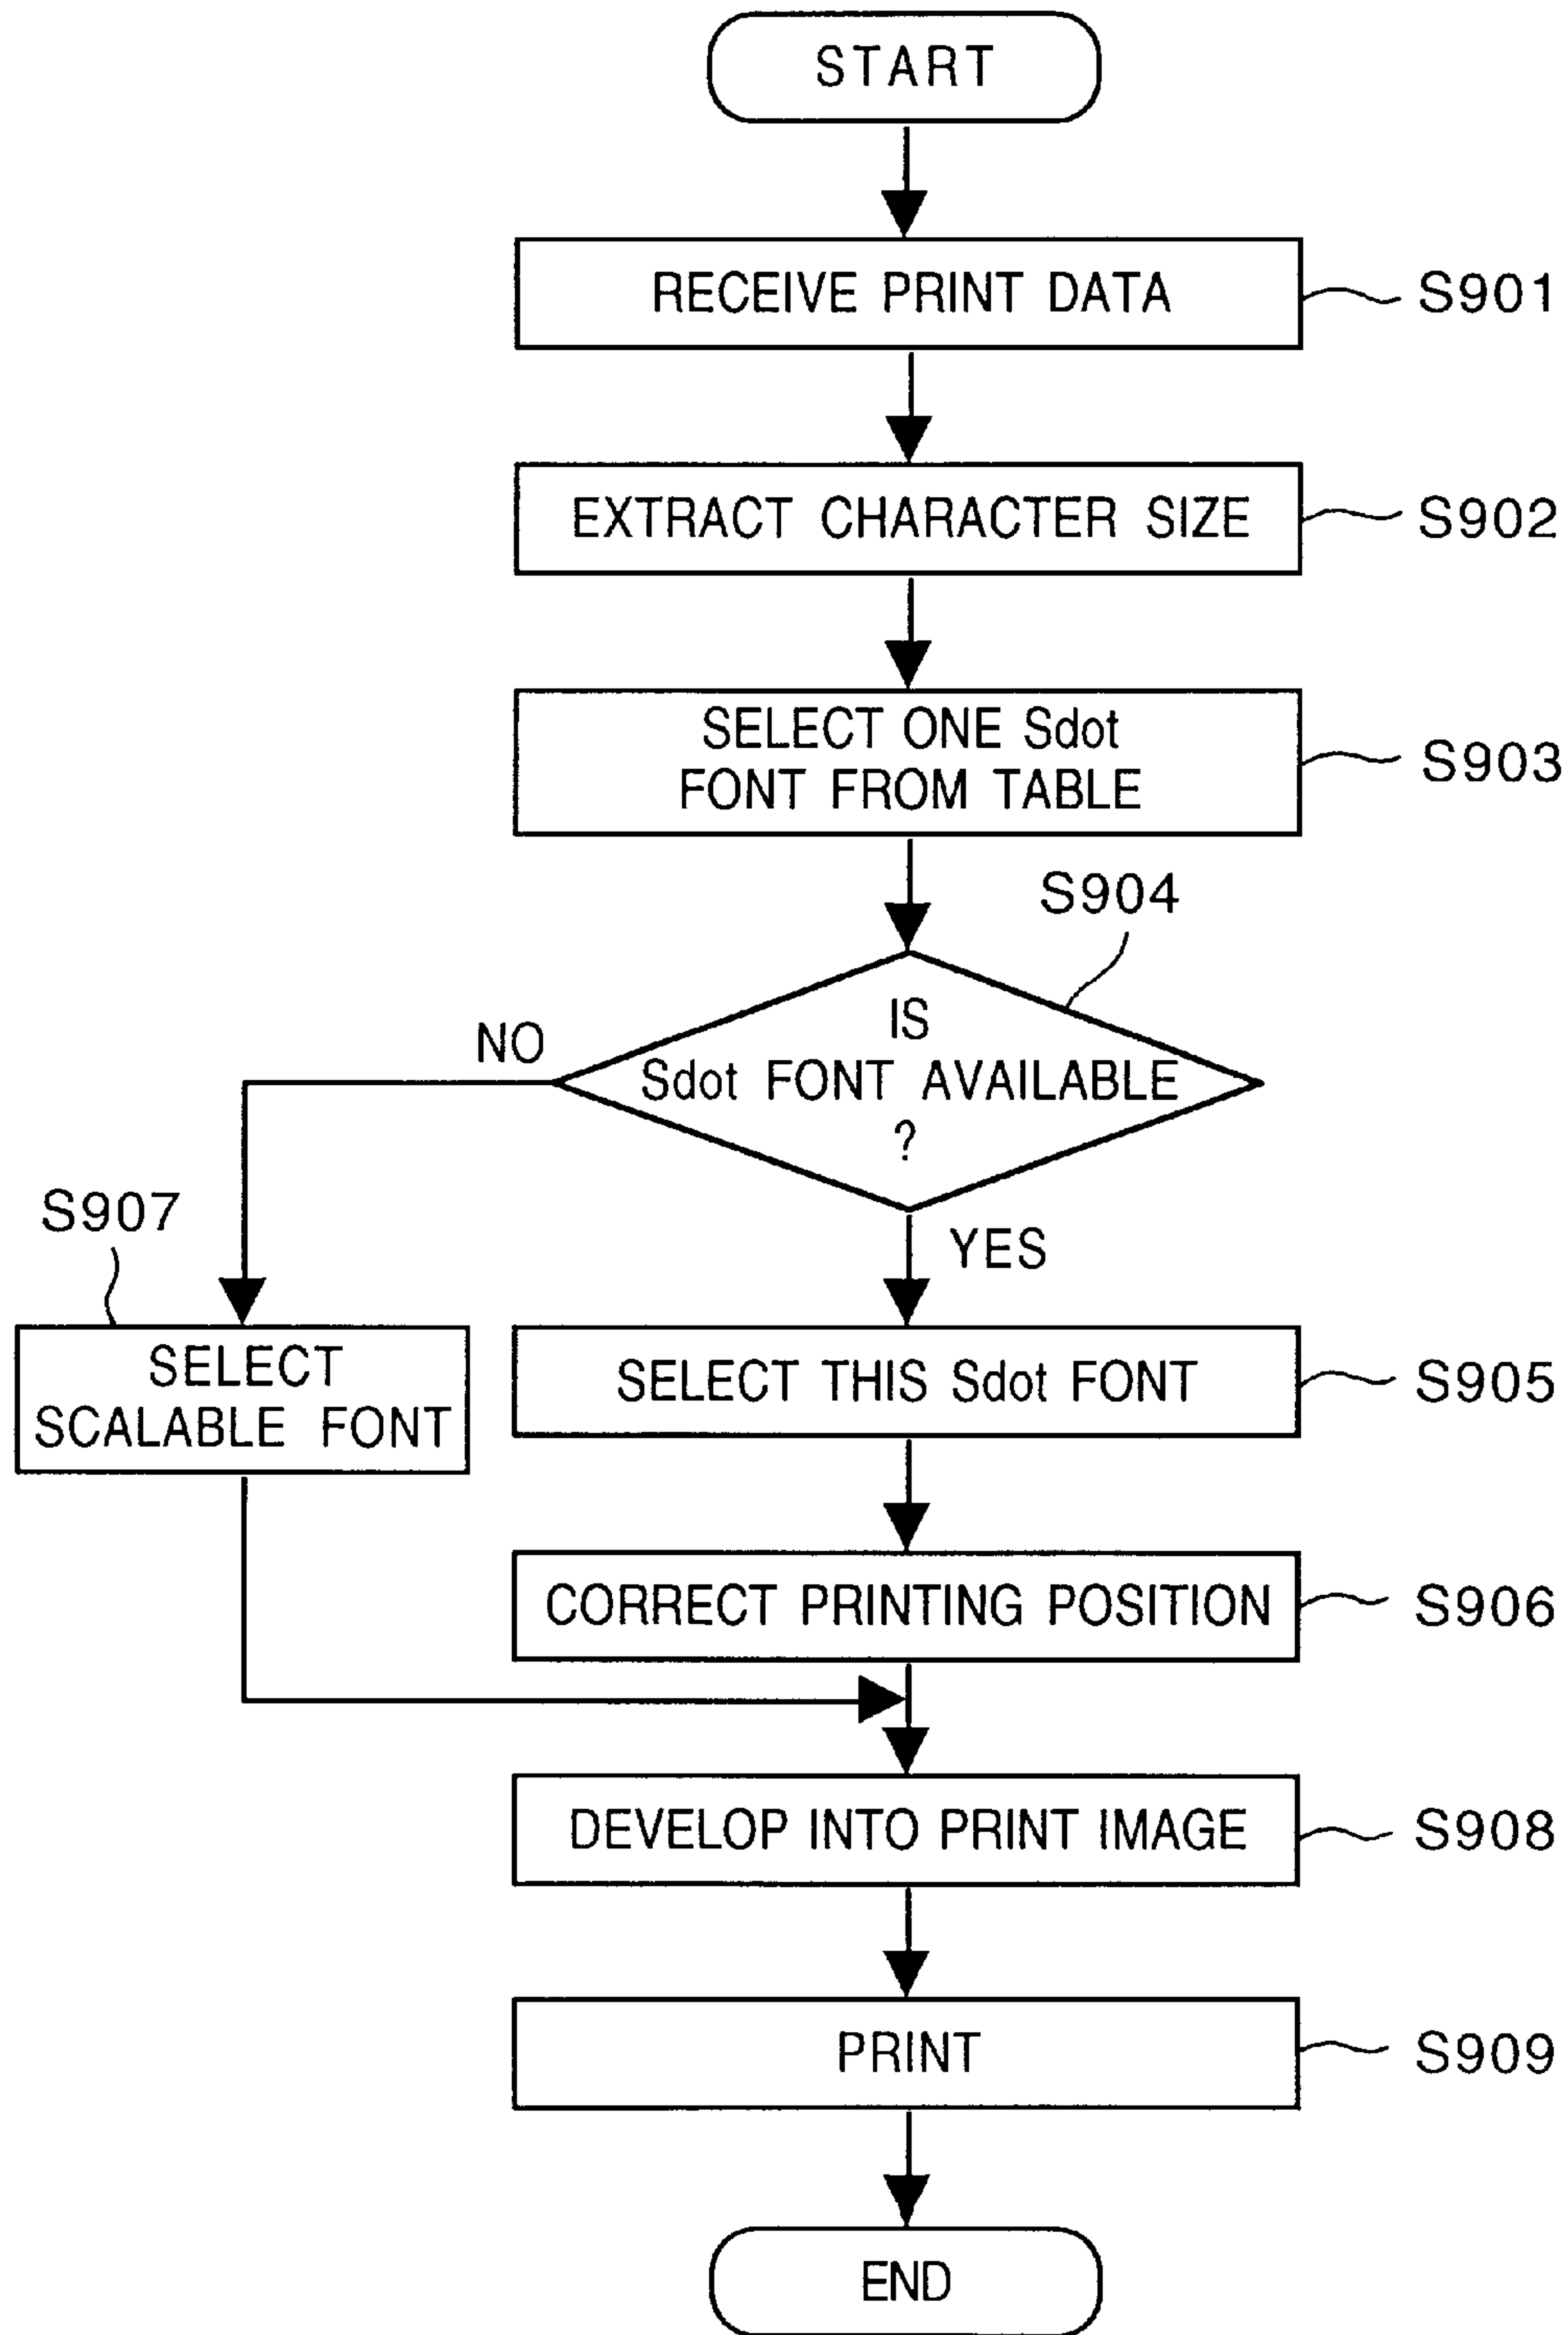 START
RECEIVE PRINT DATA
S901
EXTRACT CHARACTER SIZE
S902
SELECT ONE Sdot
FONT FROM TABLE
S903
S904
IS
Sdot FONT AVAILABLE
?
NO
YES
S907
SELECT
SCALABLE FONT
SELECT THIS Sdot FONT
S905
CORRECT PRINTING POSITION
S906
DEVELOP INTO PRINT IMAGE
S908
PRINT
S909
END